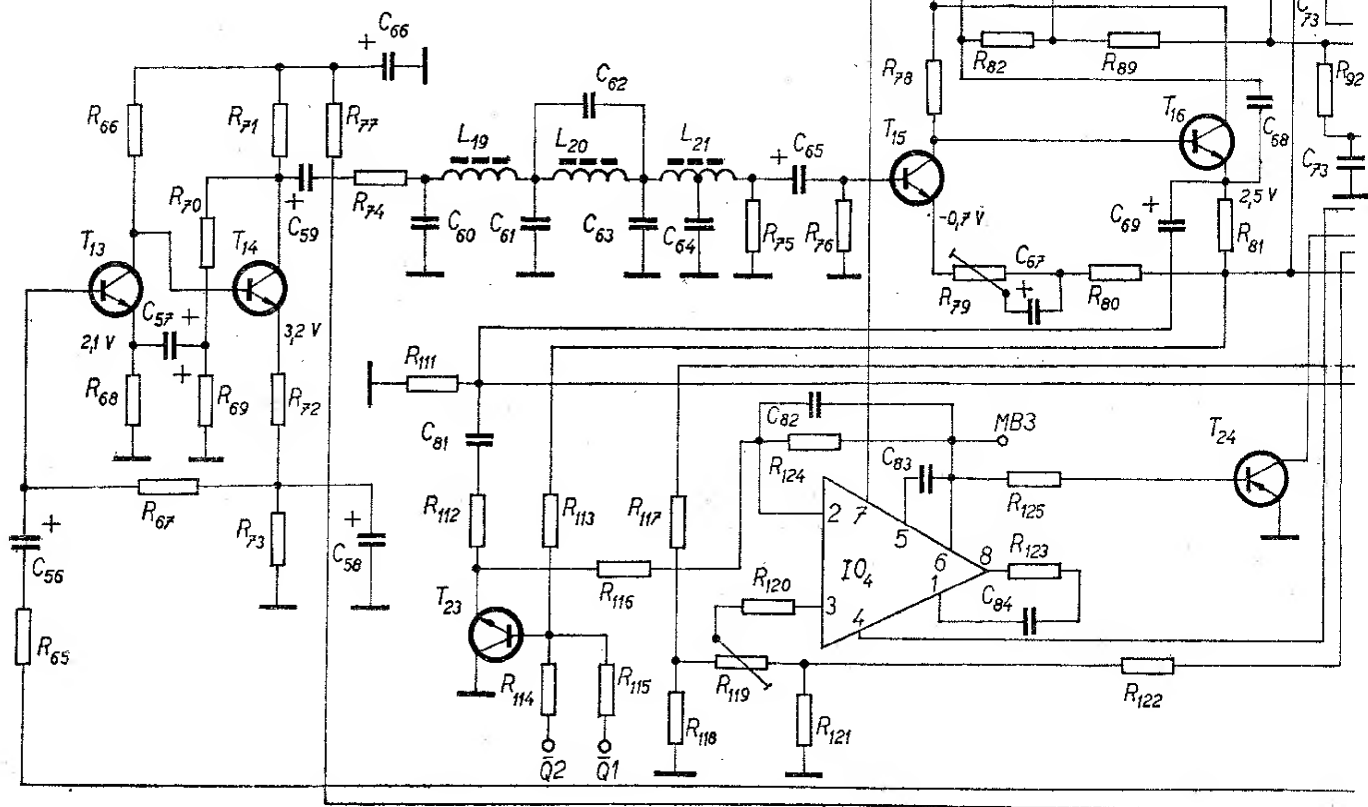 C73
C66
C62
R82
R89
R78
R92
R66
R71
R77
T16
C68
L19
L20
L21
C65
T15
C73
R70
R74
C59
C60
C61
C63
C64
R75
R76
-0,7 V
2,5 V
C69
R81
T13
T14
C67
R79
R80
C57
2,1 V
3,2 V
R111
R68
R69
R72
C82
MB3
T24
C81
R124
C83
R125
R67
R112
R113
R117
2
7
5
6
8
R123
C56
R73
C58
IO4
1
C84
R116
R120
3
4
T23
R65
R114
R115
R119
R122
R118
R121
Q̅2
Q̅1